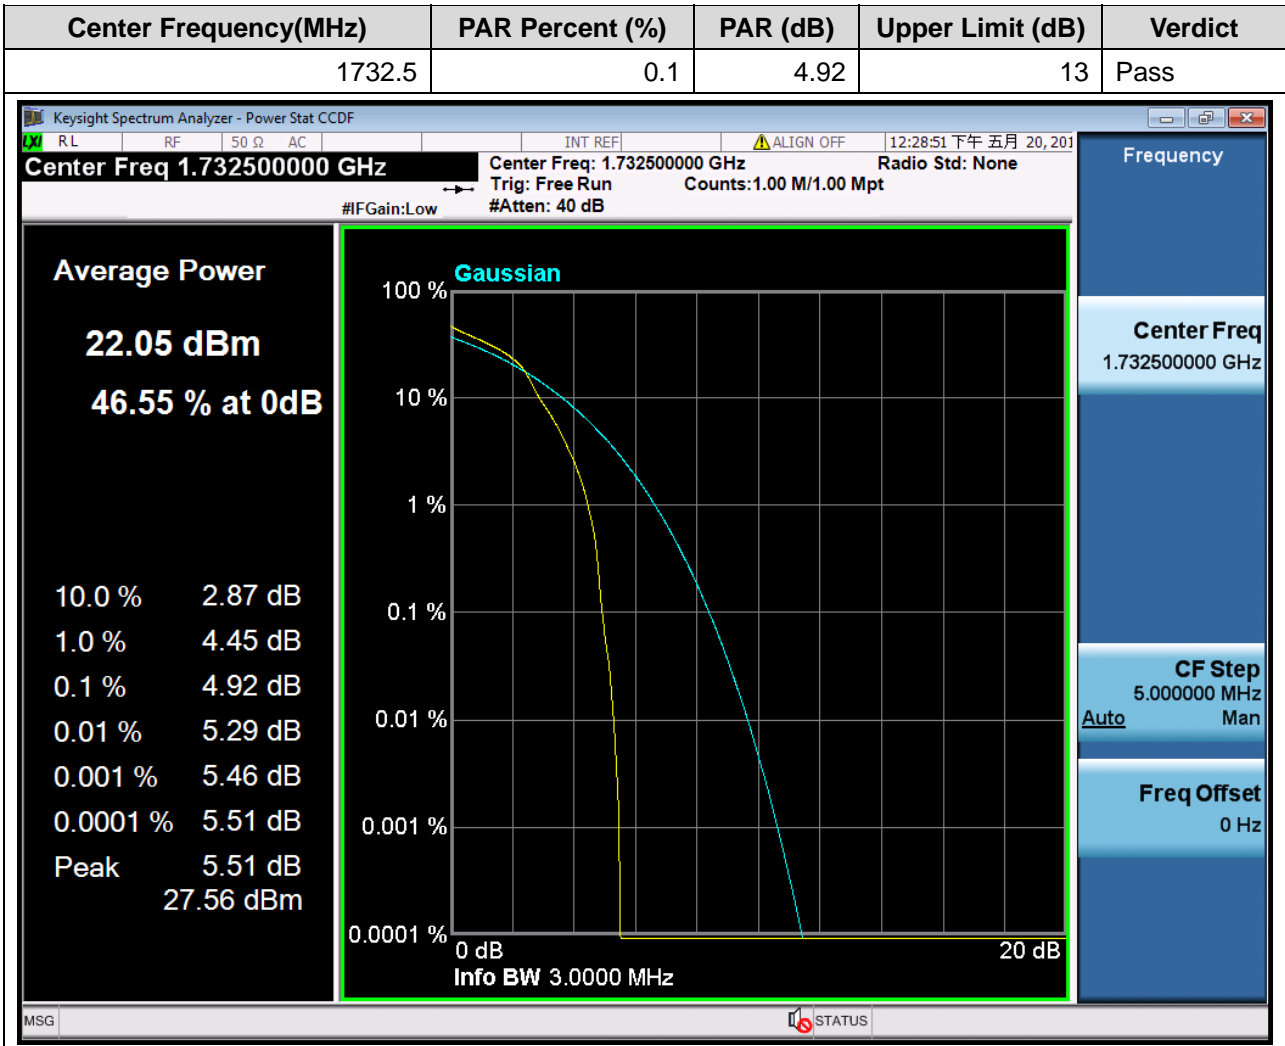 Center Frequency(MHz) PAR Percent (%) PAR (dB) Upper Limit (dB) Verdict
1732.5 0.1 4.92 13 Pass
Keysight Spectrum Analyzer - Power Stat CCDF
LXI RL RF 50 Ω AC INT REF ALIGN OFF 12:28:51 下午 五月 20, 201
Center Freq 1.732500000 GHz
Center Freq: 1.732500000 GHz Radio Std: None
Trig: Free Run Counts:1.00 M/1.00 Mpt
#IFGain:Low #Atten: 40 dB
Frequency
Average Power
22.05 dBm
46.55 % at 0dB
10.0 % 2.87 dB
1.0 % 4.45 dB
0.1 % 4.92 dB
0.01 % 5.29 dB
0.001 % 5.46 dB
0.0001 % 5.51 dB
Peak 5.51 dB
27.56 dBm
Gaussian
100 %
10 %
1 %
0.1 %
0.01 %
0.001 %
0.0001 %
0 dB 20 dB
Info BW 3.0000 MHz
Center Freq
1.732500000 GHz
CF Step
5.000000 MHz
Auto Man
Freq Offset
0 Hz
MSG STATUS